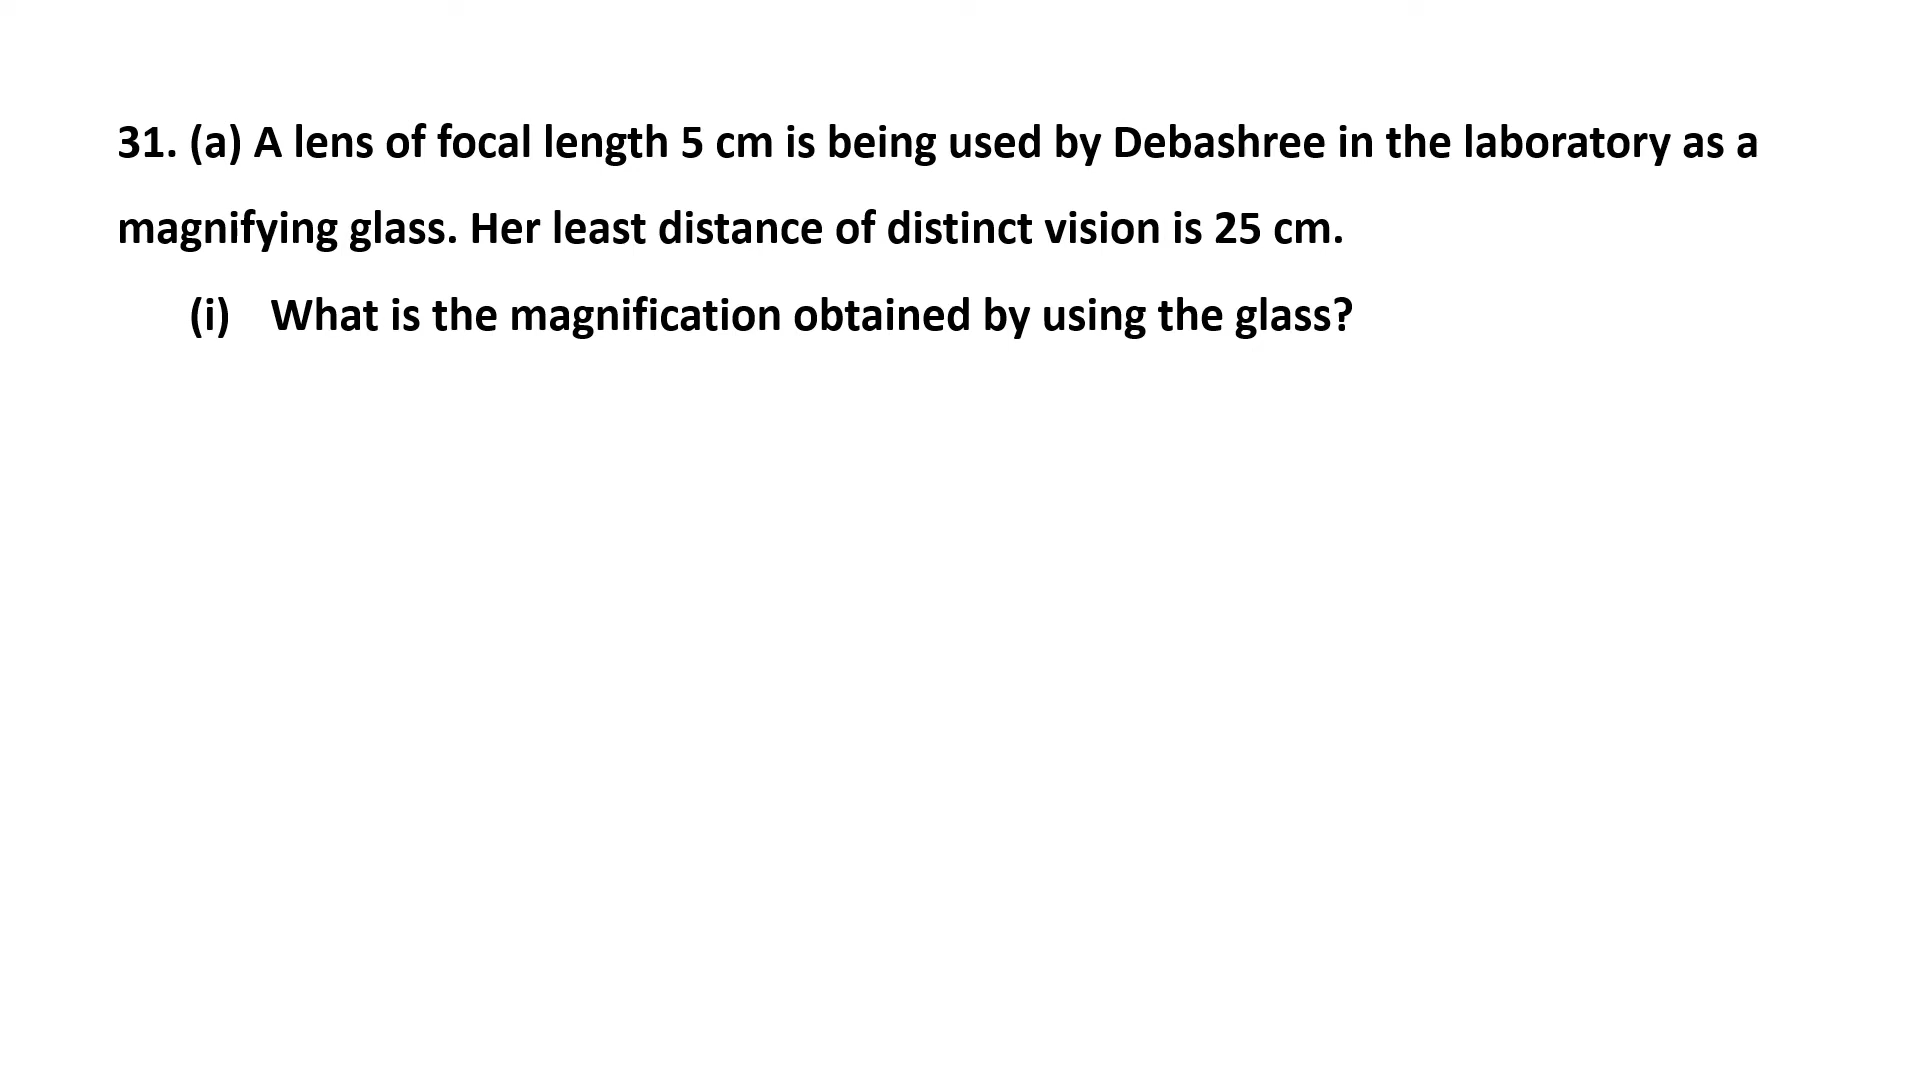 31. (a) A lens of focal length 5 cm is being used by Debashree in the laboratory as a
magnifying glass. Her least distance of distinct vision is 25 cm.
(i) What is the magnification obtained by using the glass?